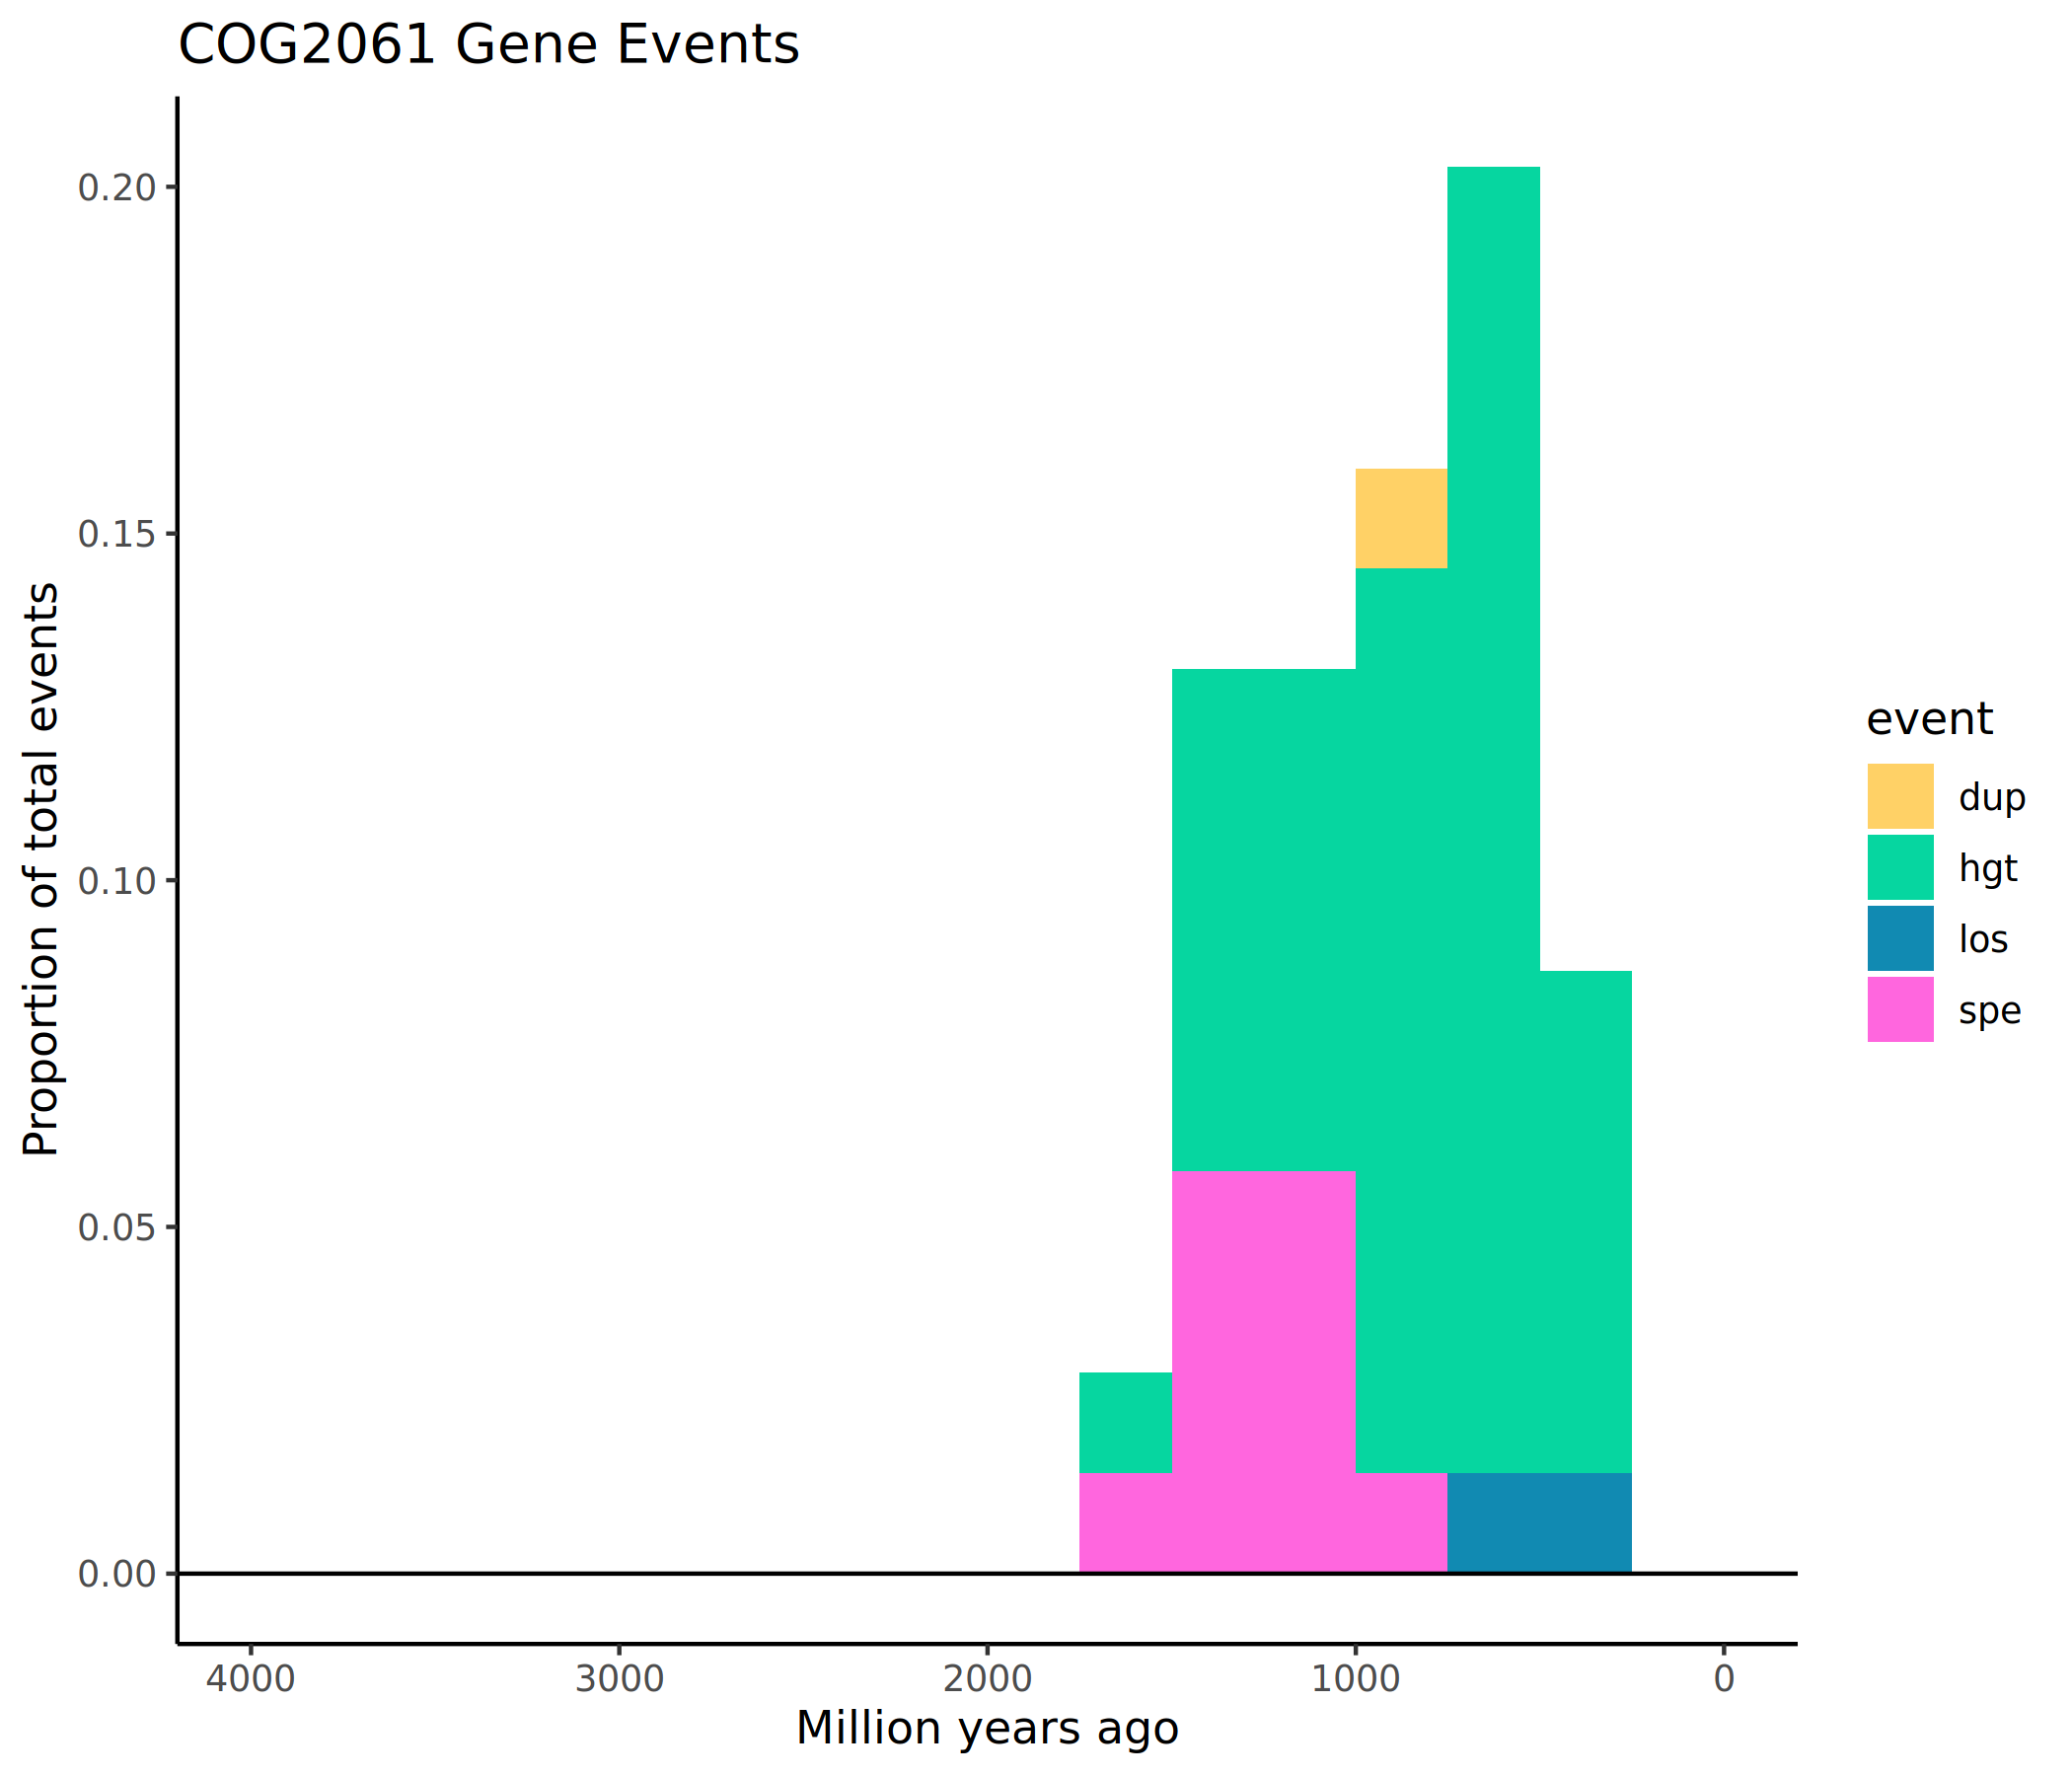 COG2061 Gene Events
Proportion of total events
0.20
0.15
0.10
0.05
0.00
4000
3000
2000
1000
0
Million years ago
event
dup
hgt
los
spe